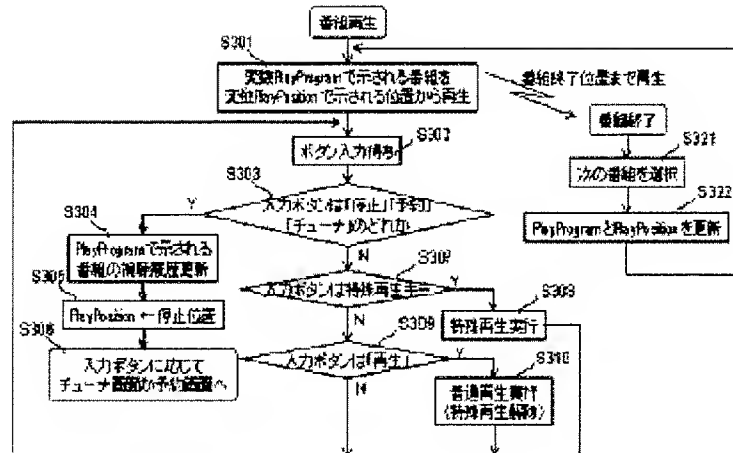 番組再生
S301
変数PlayProgramで示される番組を
変数PlayPositionで示される位置から再生
番組終了位置まで再生
番組終了
S302
ボタン入力待ち
S321
次の番組を選択
S303
S322
入力ボタンは「停止」「予約」
「チューナ」のどれか
PlayProgramとPlayPositionを更新
Y
S304
PlayProgramで示される
番組の視聴履歴更新
N
S307
入力ボタンは特殊再生
Y
S308
特殊再生実行
S305
PlayPosition ← 停止位置
N
S309
S306
入力ボタンに応じて
チューナ画面か予約画面へ
入力ボタンは「再生」
Y
S310
N
普通再生実行
(特殊再生解除)